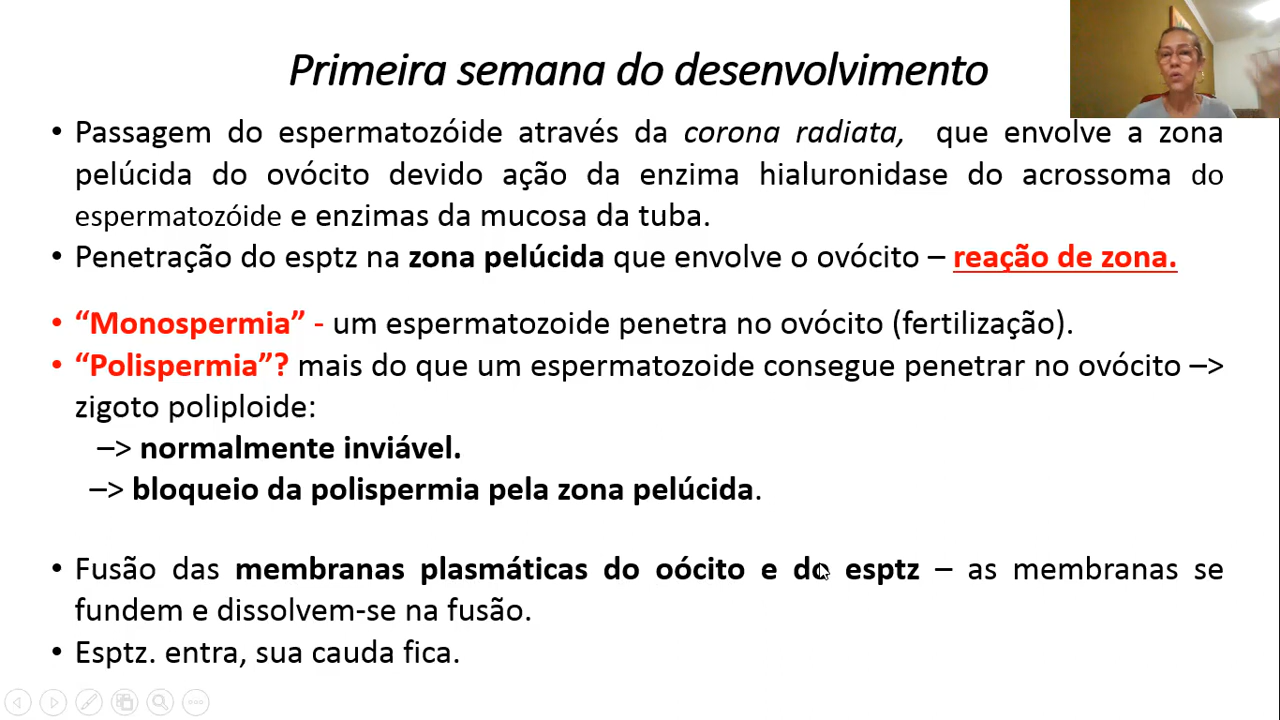 Primeira semana do desenvolvimento
• Passagem do espermatozóide através da corona radiata, que envolve a zona
pelúcida do ovócito devido ação da enzima hialuronidase do acrossoma do
espermatozóide e enzimas da mucosa da tuba.
• Penetração do esptz na zona pelúcida que envolve o ovócito – reação de zona.
• “Monospermia” - um espermatozoide penetra no ovócito (fertilização).
• “Polispermia”? mais do que um espermatozoide consegue penetrar no ovócito –>
zigoto poliploide:
–> normalmente inviável.
–> bloqueio da polispermia pela zona pelúcida.
• Fusão das membranas plasmáticas do oócito e do esptz – as membranas se
fundem e dissolvem-se na fusão.
• Esptz. entra, sua cauda fica.